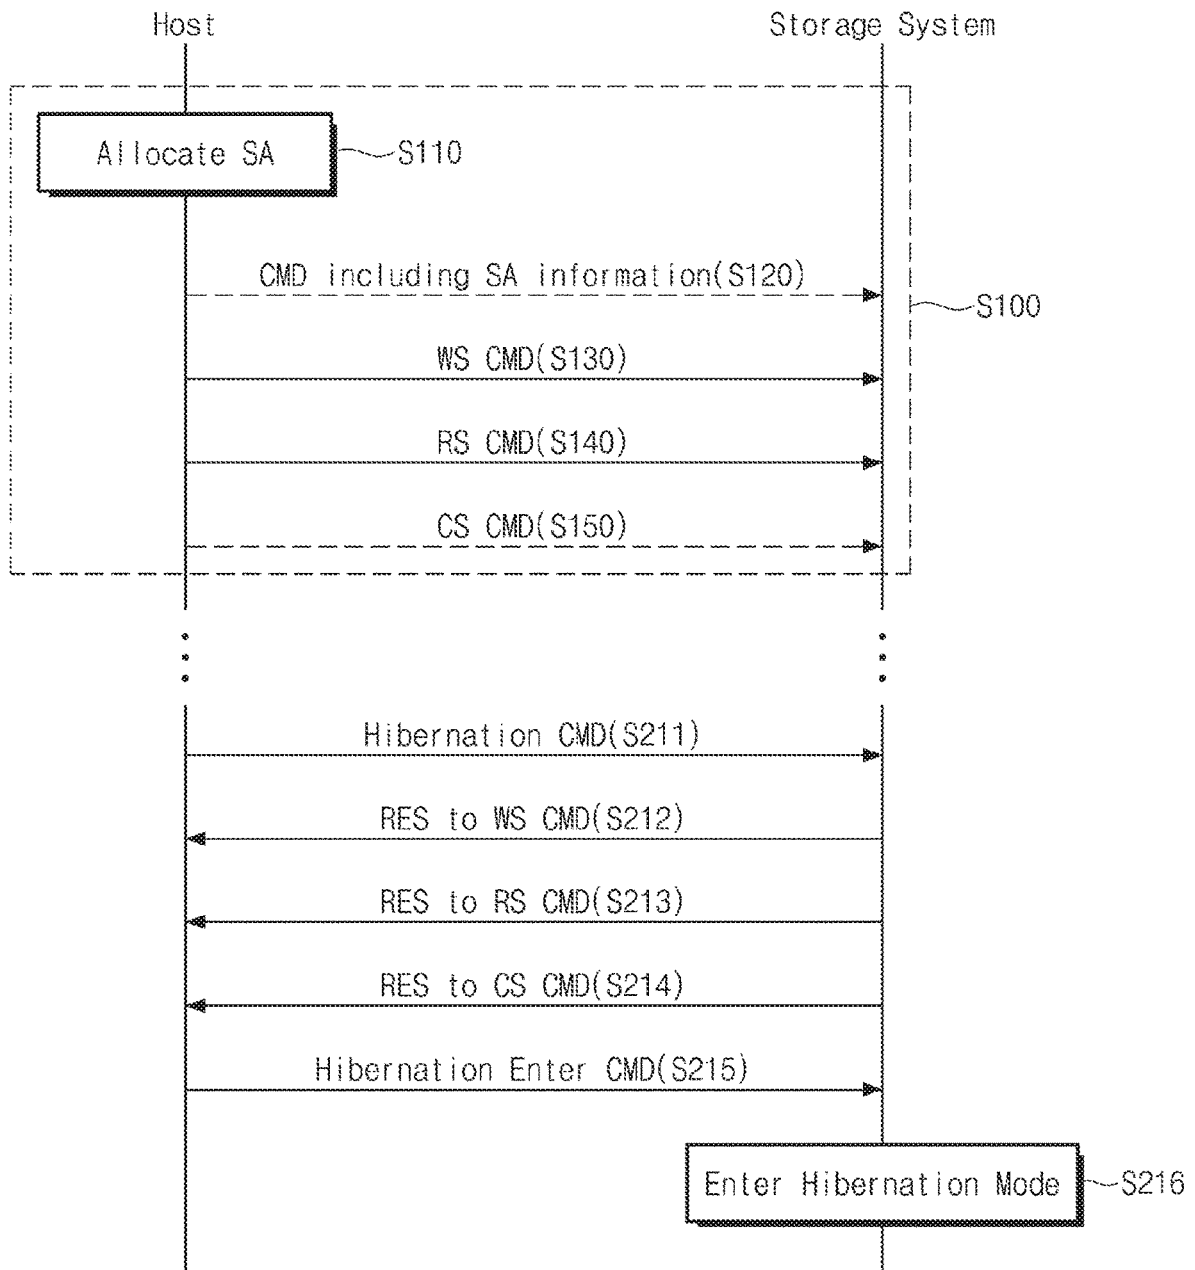 Host
Storage System
Allocate SA
S110
CMD including SA information(S120)
S100
WS CMD(S130)
RS CMD(S140)
CS CMD(S150)
Hibernation CMD(S211)
RES to WS CMD(S212)
RES to RS CMD(S213)
RES to CS CMD(S214)
Hibernation Enter CMD(S215)
Enter Hibernation Mode
S216